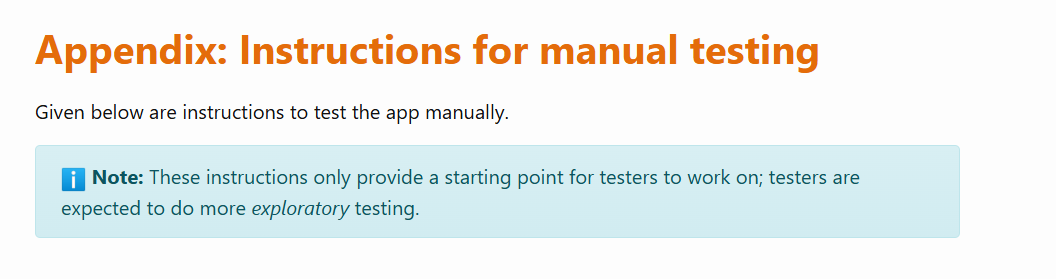 Appendix: Instructions for manual testing
Given below are instructions to test the app manually.
ℹ️ Note: These instructions only provide a starting point for testers to work on; testers are
expected to do more exploratory testing.